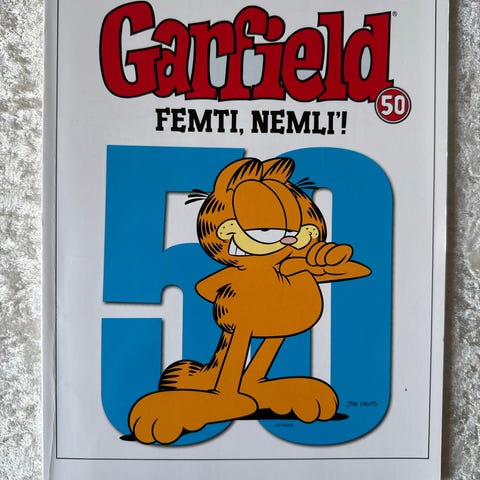 Garfield®
50
FEMTI, NEMLI'!
50
JIM DAVIS